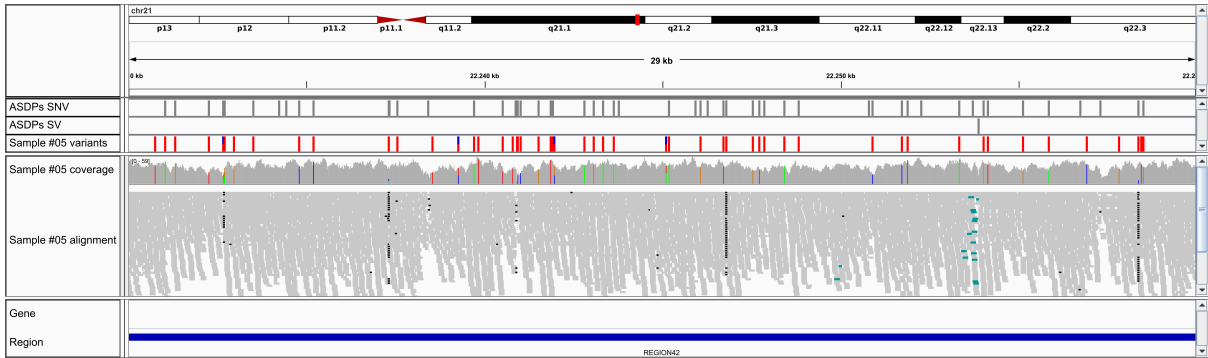 chr21
p13 p12 p11.2 p11.1 q11.2 q21.1 q21.2 q21.3 q22.11 q22.12 q22.13 q22.2 q22.3
29 kb
0 kb 22.240 kb 22.250 kb 22.2
ASDPs SNV
ASDPs SV
Sample #05 variants
Sample #05 coverage
[0 - 59]
Sample #05 alignment
Gene
Region
REGION42